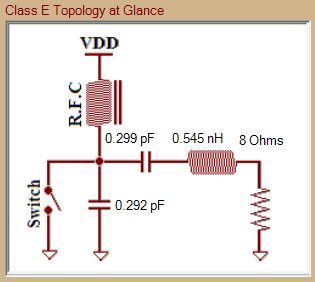 Class E Topology at Glance
VDD
R.F.C
0.299 pF
0.545 nH
8 Ohms
Switch
0.292 pF